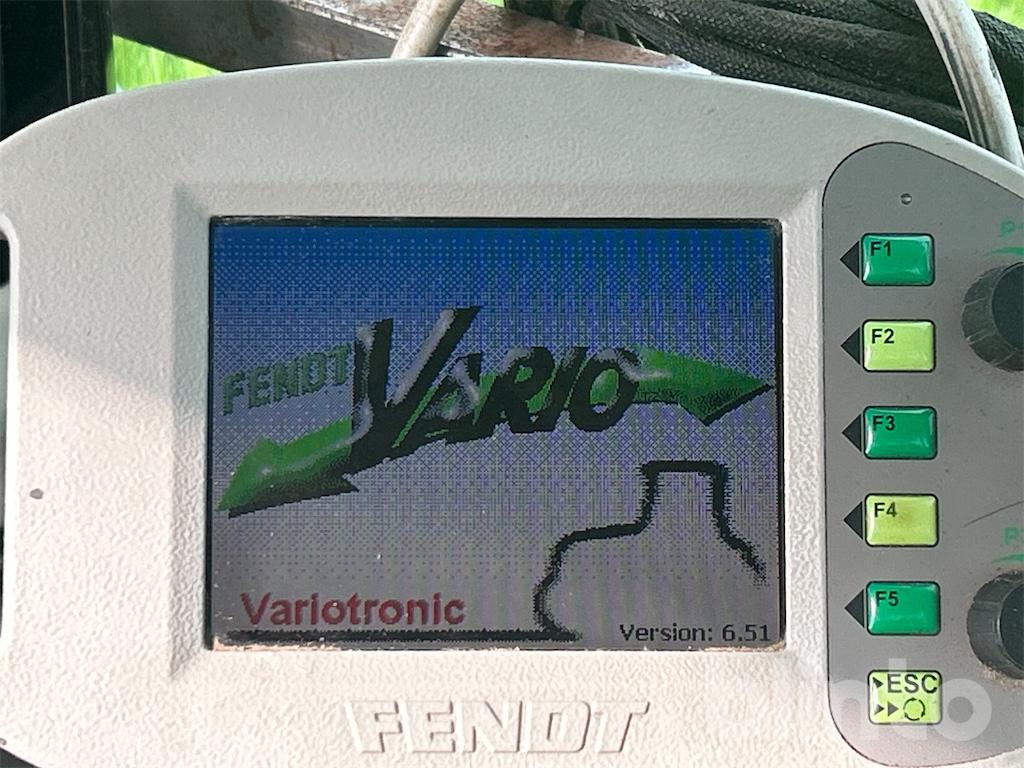 FENDT VARIO
Variotronic
Version: 6.51
F1
F2
F3
F4
F5
ESC
FENDT